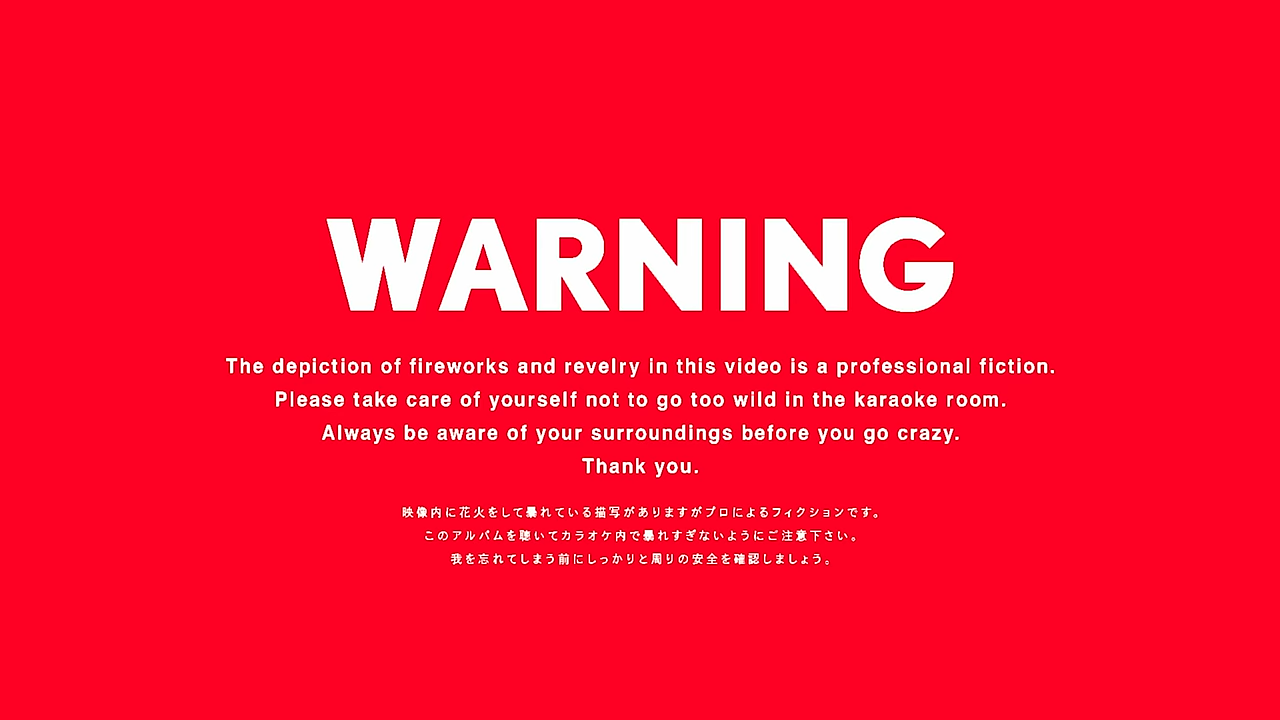 WARNING
The depiction of fireworks and revelry in this video is a professional fiction.
Please take care of yourself not to go too wild in the karaoke room.
Always be aware of your surroundings before you go crazy.
Thank you.
映像内に花火をして暴れている描写がありますがプロによるフィクションです。
このアルバムを聴いてカラオケ内で暴れすぎないようにご注意下さい。
我を忘れてしまう前にしっかりと周りの安全を確認しましょう。